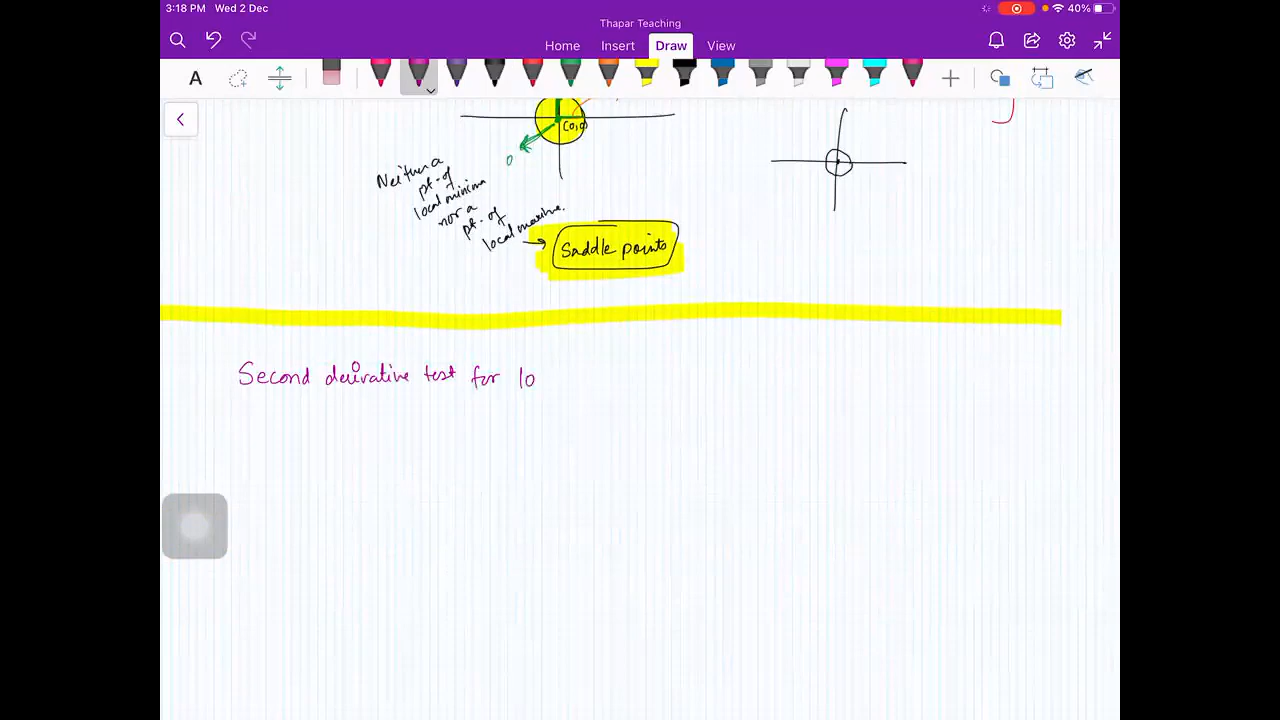 3:18 PM Wed 2 Dec
40%
Thapar Teaching
Home Insert Draw View
A
(0,0)
0
Neither a
pt. of
local minima
nor a
pt. of
local maxima.
Saddle points
Second derivative test for lo